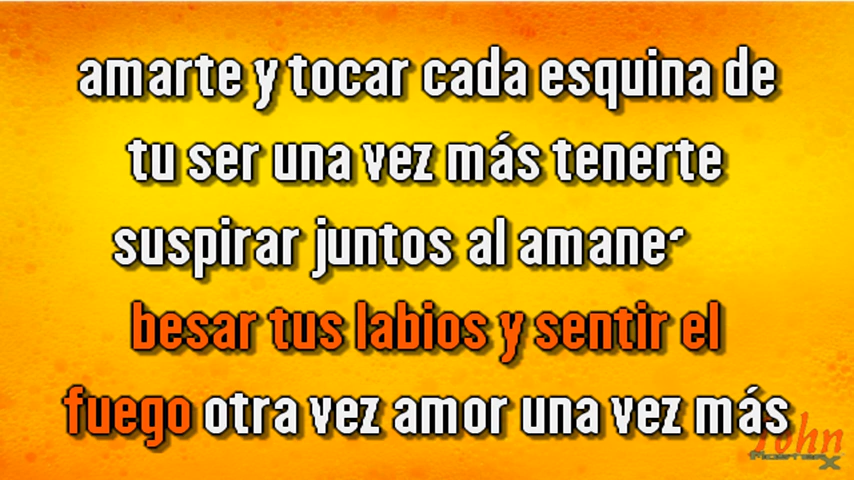 amarte y tocar cada esquina de
tu ser una vez más tenerte
suspirar juntos al amane
besar tus labios y sentir el
fuego otra vez amor una vez más
John